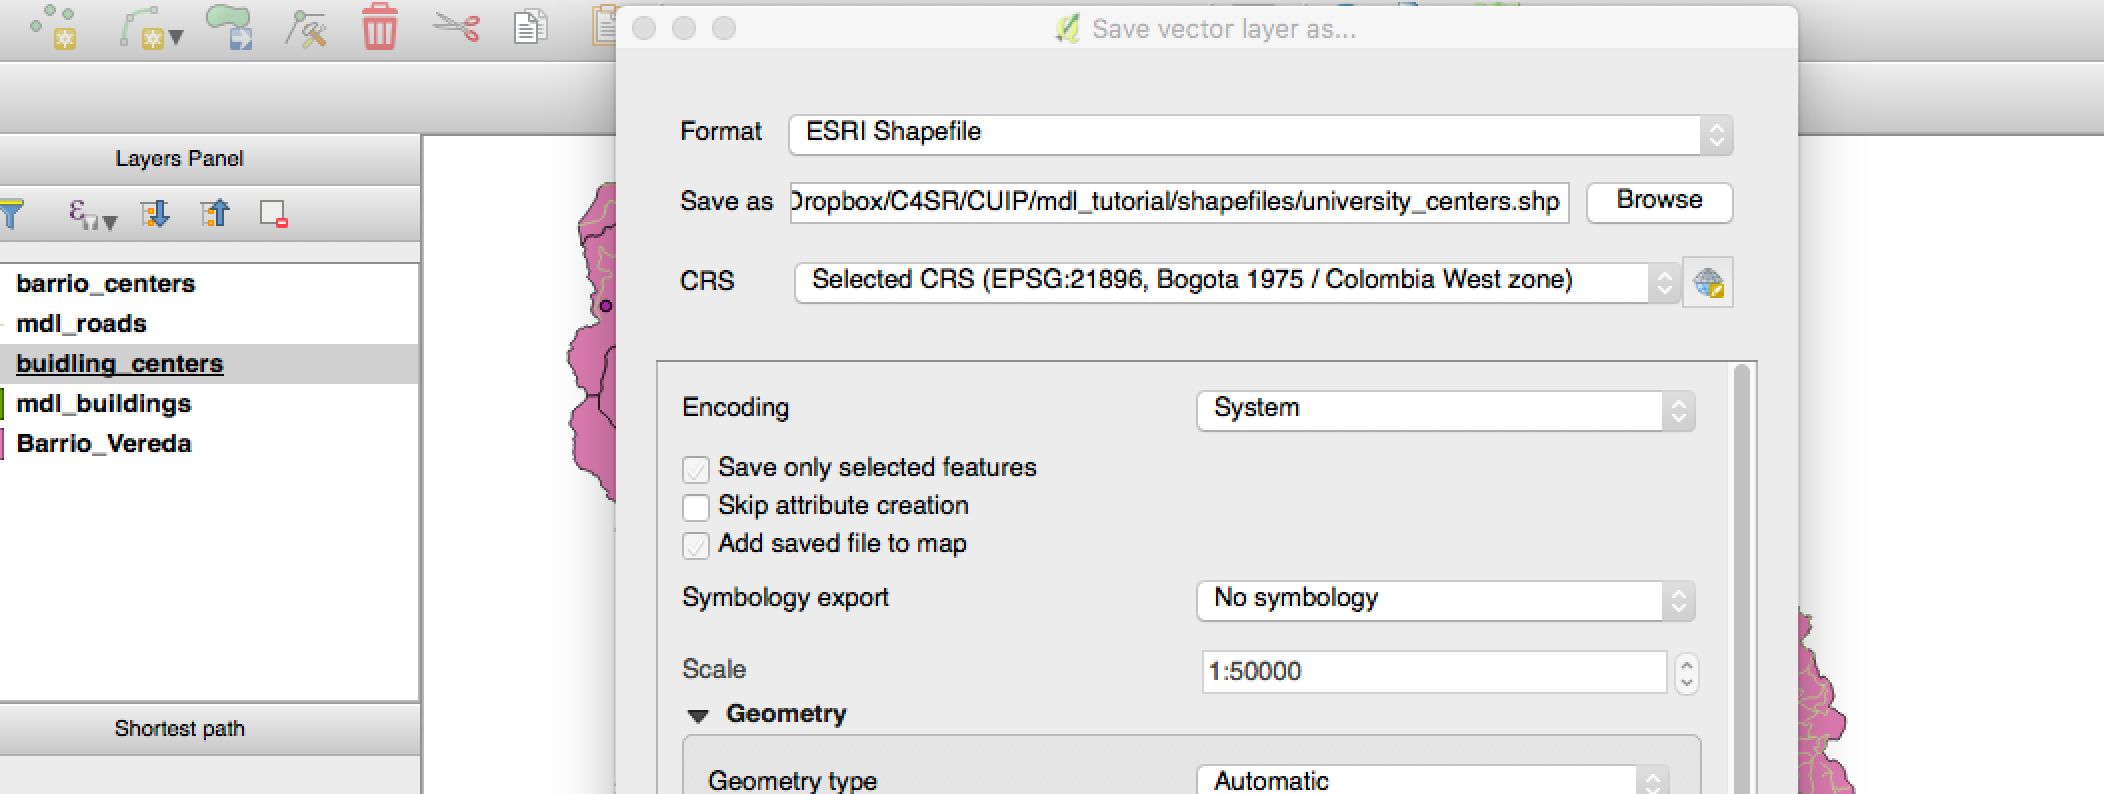 Save vector layer as...
Format
ESRI Shapefile
Save as
Dropbox/C4SR/CUIP/mdl_tutorial/shapefiles/university_centers.shp
Browse
CRS
Selected CRS (EPSG:21896, Bogota 1975 / Colombia West zone)
Layers Panel
barrio_centers
mdl_roads
buidling_centers
mdl_buildings
Barrio_Vereda
Shortest path
Encoding
System
Save only selected features
Skip attribute creation
Add saved file to map
Symbology export
No symbology
Scale
1:50000
Geometry
Geometry type
Automatic